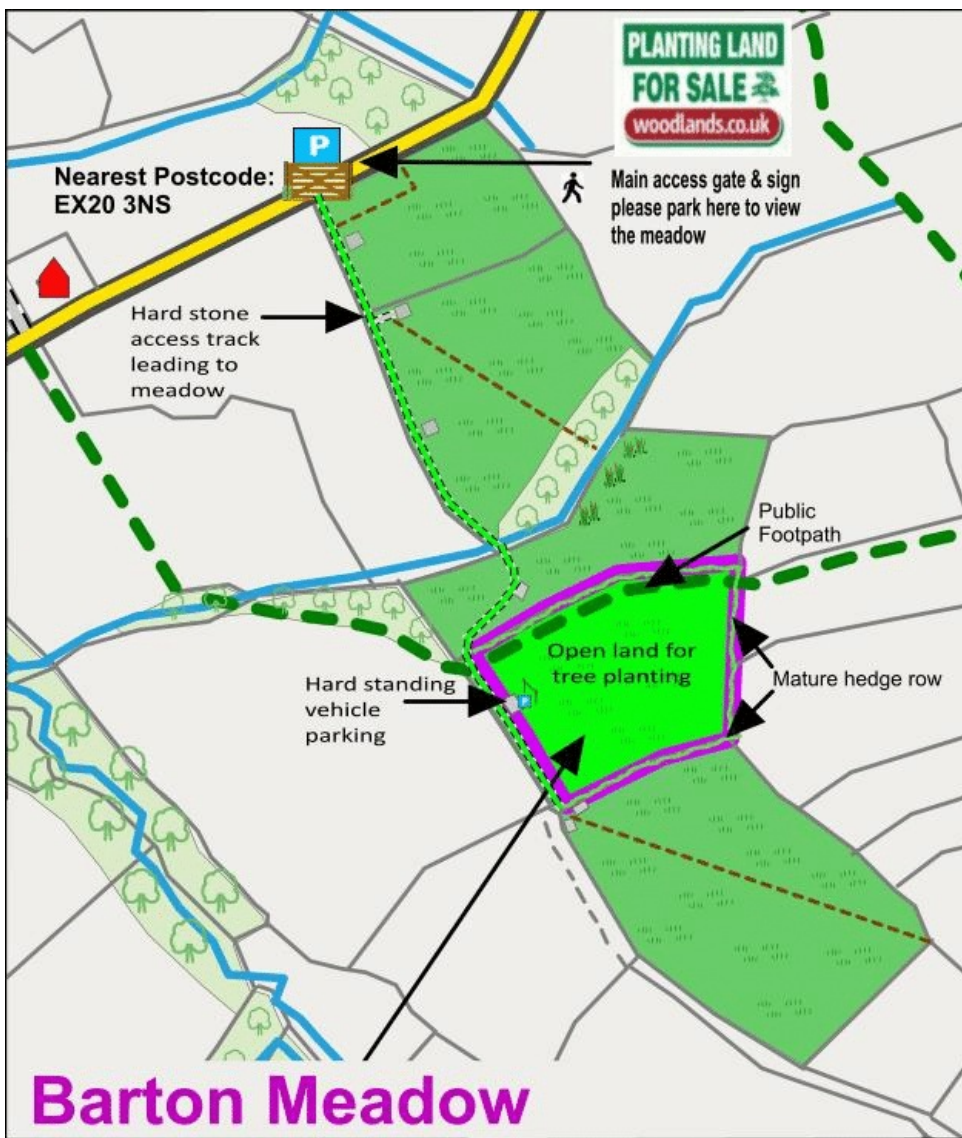 PLANTING LAND
FOR SALE
woodlands.co.uk
P
Nearest Postcode:
EX20 3NS
Main access gate & sign
please park here to view
the meadow
Hard stone
access track
leading to
meadow
Public
Footpath
Open land for
tree planting
Mature hedge row
Hard standing
vehicle
parking
P
Barton Meadow